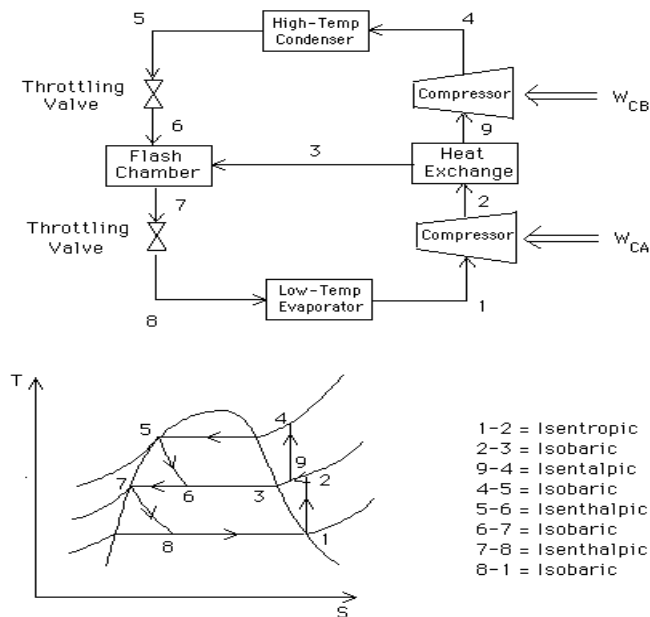 5
High-Temp
Condenser
4
Throttling
Valve
6
Compressor
W_CB
9
Flash
Chamber
3
Heat
Exchange
7
2
Throttling
Valve
Compressor
W_CA
8
Low-Temp
Evaporator
1
T
5
4
9
7
6
3
2
8
1
S
1-2 = Isentropic
2-3 = Isobaric
9-4 = Isentalpic
4-5 = Isobaric
5-6 = Isenthalpic
6-7 = Isobaric
7-8 = Isenthalpic
8-1 = Isobaric